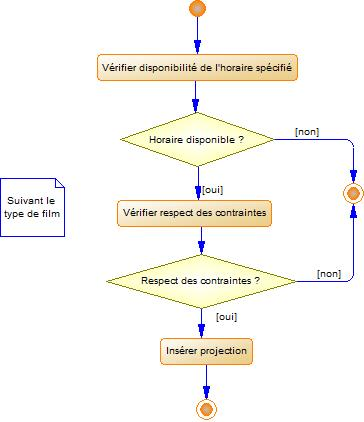 Vérifier disponibilité de l'horaire spécifié
Horaire disponible ?
[non]
[oui]
Suivant le
type de film
Vérifier respect des contraintes
Respect des contraintes ?
[non]
[oui]
Insérer projection